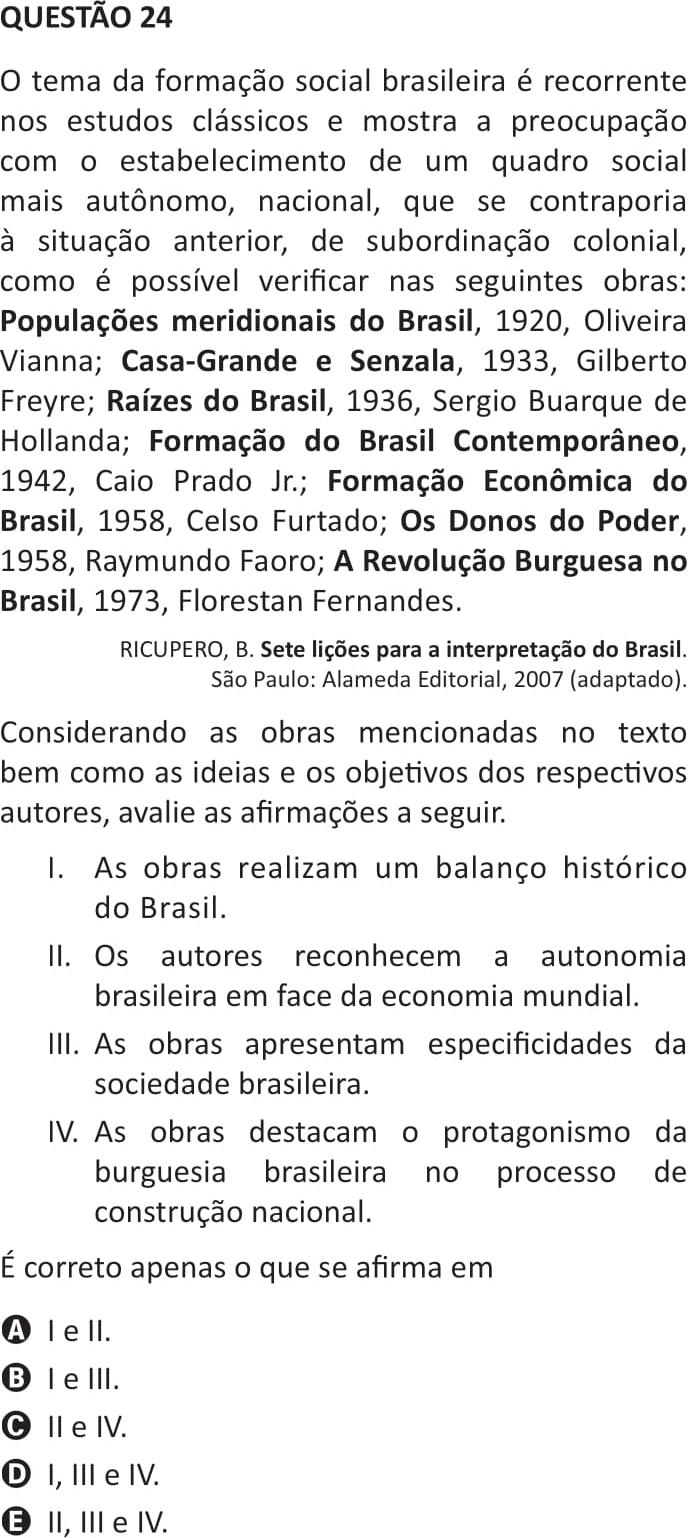 QUESTÃO 24
O tema da formação social brasileira é recorrente
nos estudos clássicos e mostra a preocupação
com o estabelecimento de um quadro social
mais autônomo, nacional, que se contraporia
à situação anterior, de subordinação colonial,
como é possível verificar nas seguintes obras:
Populações meridionais do Brasil, 1920, Oliveira
Vianna; Casa-Grande e Senzala, 1933, Gilberto
Freyre; Raízes do Brasil, 1936, Sergio Buarque de
Hollanda; Formação do Brasil Contemporâneo,
1942, Caio Prado Jr.; Formação Econômica do
Brasil, 1958, Celso Furtado; Os Donos do Poder,
1958, Raymundo Faoro; A Revolução Burguesa no
Brasil, 1973, Florestan Fernandes.
RICUPERO, B. Sete lições para a interpretação do Brasil.
São Paulo: Alameda Editorial, 2007 (adaptado).
Considerando as obras mencionadas no texto
bem como as ideias e os objetivos dos respectivos
autores, avalie as afirmações a seguir.
I. As obras realizam um balanço histórico
do Brasil.
II. Os autores reconhecem a autonomia
brasileira em face da economia mundial.
III. As obras apresentam especificidades da
sociedade brasileira.
IV. As obras destacam o protagonismo da
burguesia brasileira no processo de
construção nacional.
É correto apenas o que se afirma em
A I e II.
B I e III.
C II e IV.
D I, III e IV.
E II, III e IV.